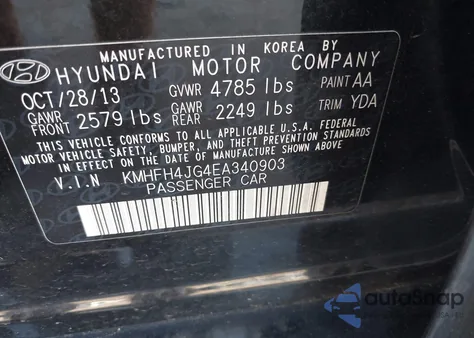 MANUFACTURED IN KOREA BY
HYUNDAI MOTOR COMPANY
OCT/28/13 GVWR 4785 lbs PAINT AA
GAWR FRONT 2579 lbs GAWR REAR 2249 lbs TRIM YDA
THIS VEHICLE CONFORMS TO ALL APPLICABLE U.S.A. FEDERAL
MOTOR VEHICLE SAFETY, BUMPER, AND THEFT PREVENTION STANDARDS
IN EFFECT ON THE DATE OF MANUFACTURE SHOWN ABOVE.
V.I.N KMHFH4JG4EA340903
PASSENGER CAR
autoSnap